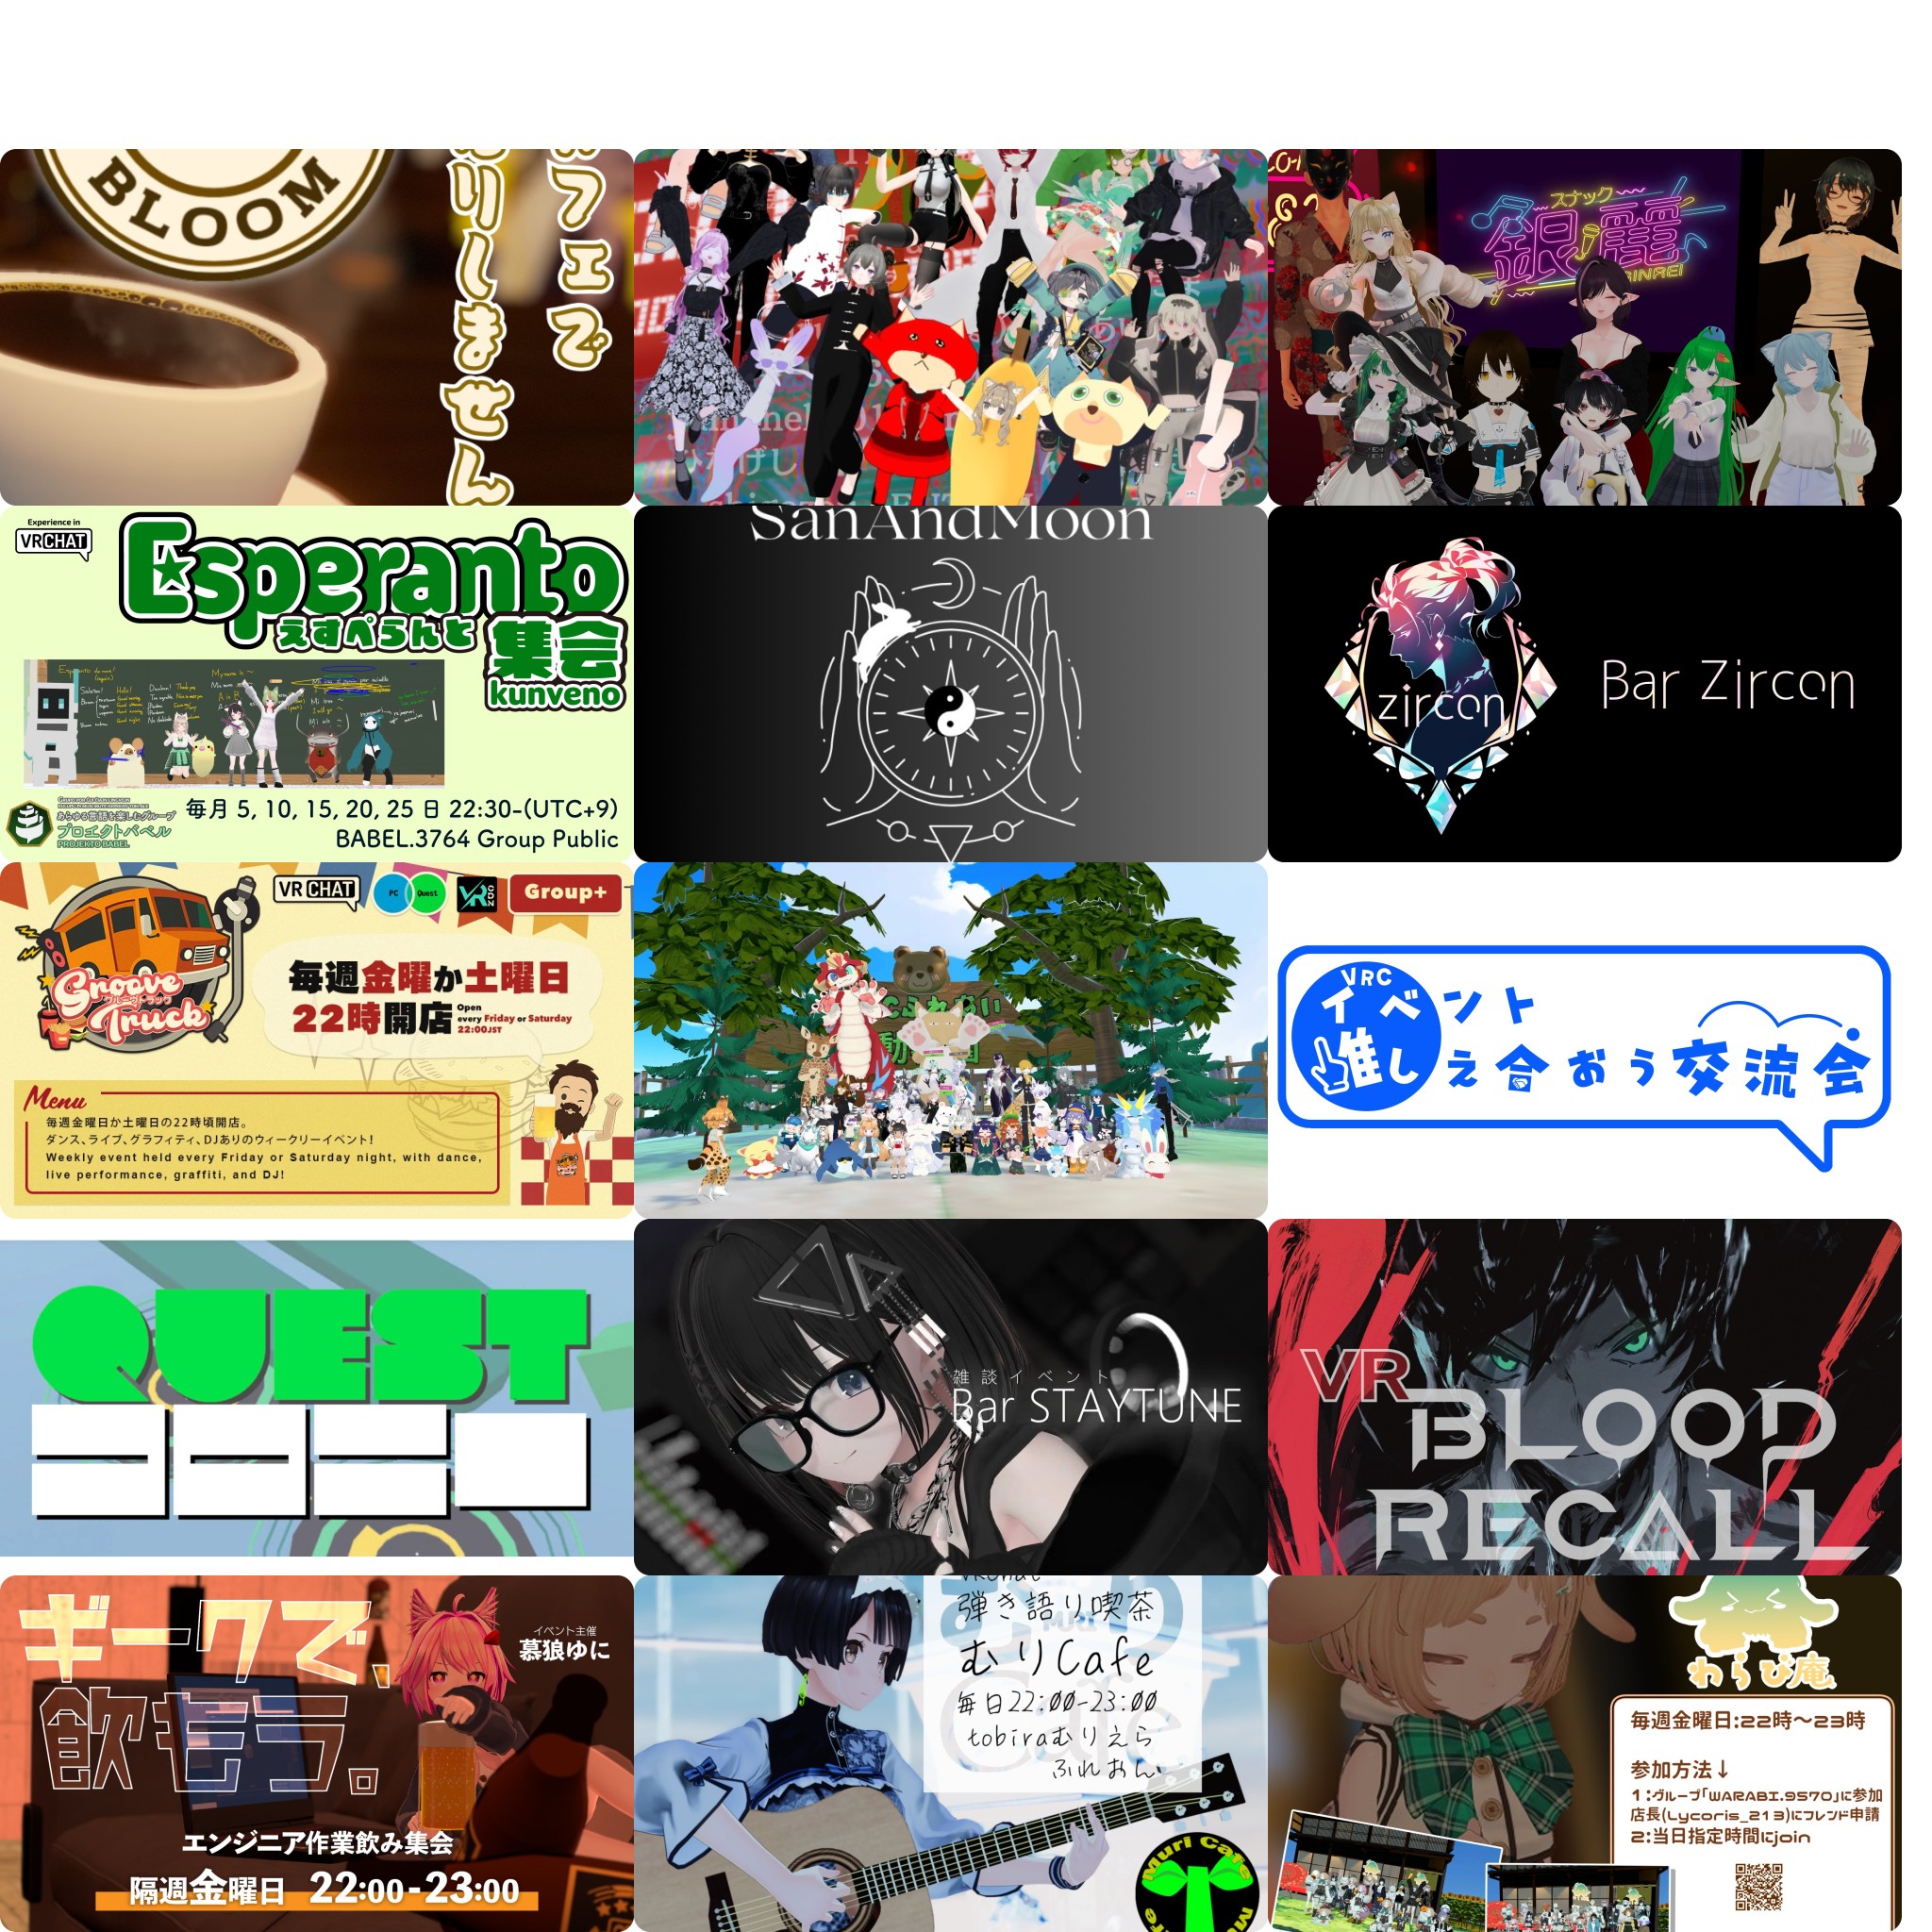 BLOOM
フェで
りしません
スナック
銀麗
GINREI
Experience in
VRCHAT
Esperanto
えすぺらんと 集会
kunveno
あらゆる言語を楽しむグループ
プロエクトバベル
PROJEKTO BABEL
毎月 5, 10, 15, 20, 25 日 22:30-(UTC+9)
BABEL.3764 Group Public
SanAndMoon
zircon
Bar Zircon
Groove
グルーヴトラック
Truck
VRCHAT
PC Quest
VR ZOO
Group+
毎週金曜か土曜日
22時開店
Open
every Friday or Saturday
22:00JST
Menu
毎週金曜日か土曜日の22時頃開店。
ダンス、ライブ、グラフィティ、DJありのウィークリーイベント!
Weekly event held every Friday or Saturday night, with dance,
live performance, graffiti, and DJ!
VRC
イベント
推しえ合おう交流会
QUEST
雑談イベント
Bar STAYTUNE
VR
BLOOD
RECALL
ギークで、
飲もう。
イベント主催
慕狼ゆに
エンジニア作業飲み集会
隔週金曜日 22:00-23:00
弾き語り喫茶
むりCafe
毎日22:00-23:00
tobiraむりえら
ふれおん
Muri Cafe
わらび庵
毎週金曜日:22時〜23時
参加方法↓
1:グループ「WARABI.9570」に参加
店長(Lycoris_213)にフレンド申請
2:当日指定時間にjoin